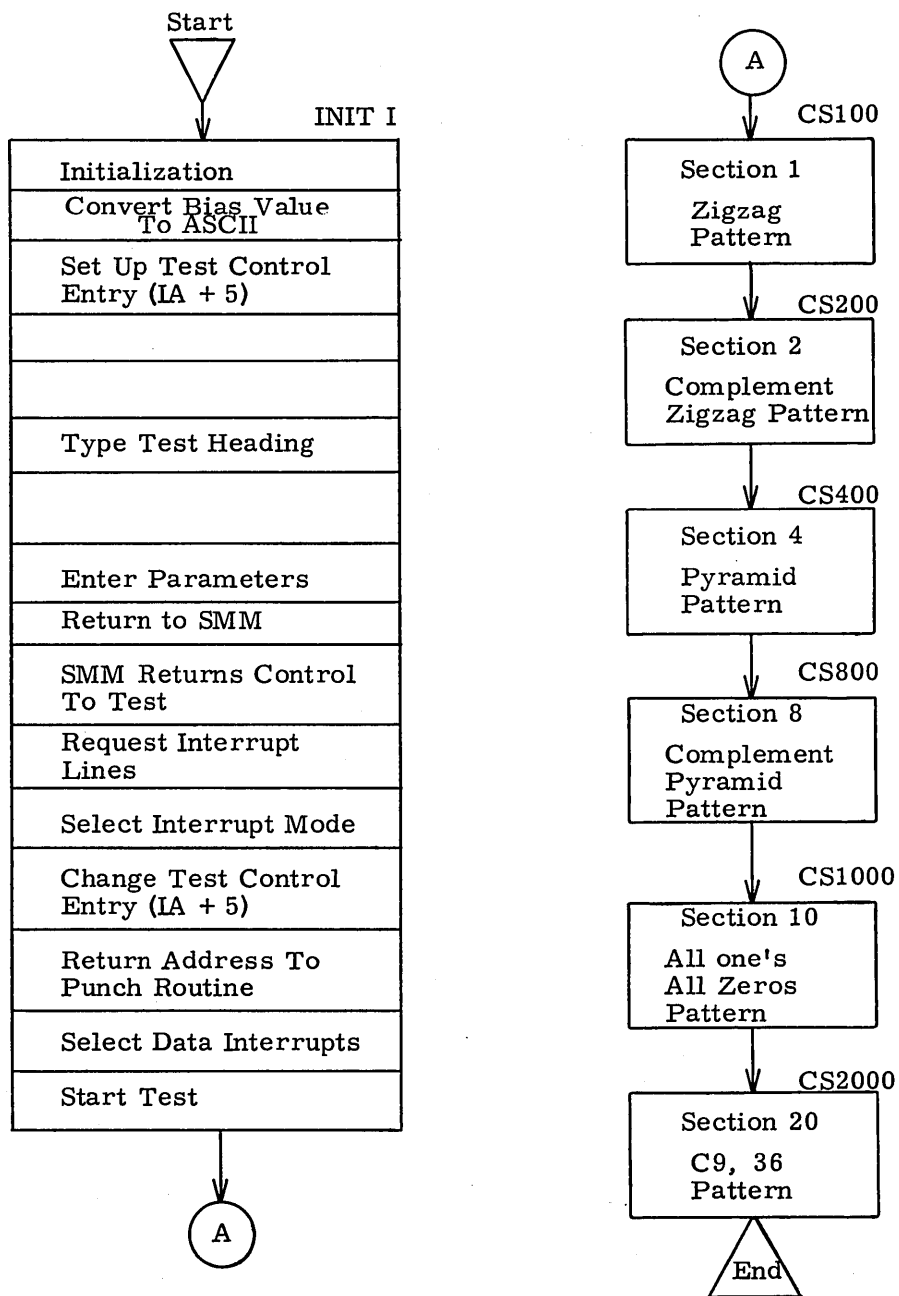 Start
INIT I
Initialization
Convert Bias Value
To ASCII
Set Up Test Control
Entry (IA + 5)
Type Test Heading
Enter Parameters
Return to SMM
SMM Returns Control
To Test
Request Interrupt
Lines
Select Interrupt Mode
Change Test Control
Entry (IA + 5)
Return Address To
Punch Routine
Select Data Interrupts
Start Test
A
A
CS100
Section 1
Zigzag
Pattern
CS200
Section 2
Complement
Zigzag Pattern
CS400
Section 4
Pyramid
Pattern
CS800
Section 8
Complement
Pyramid
Pattern
CS1000
Section 10
All one's
All Zeros
Pattern
CS2000
Section 20
C9, 36
Pattern
End